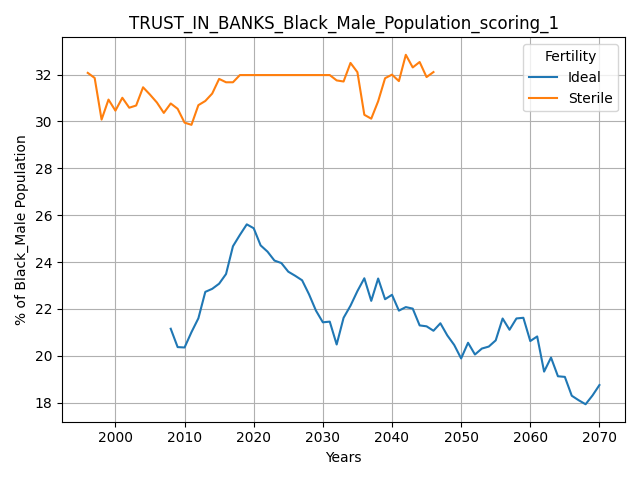 TRUST_IN_BANKS_Black_Male_Population_scoring_1
Fertility
Ideal
Sterile
% of Black_Male Population
32
30
28
26
24
22
20
18
2000
2010
2020
2030
2040
2050
2060
2070
Years